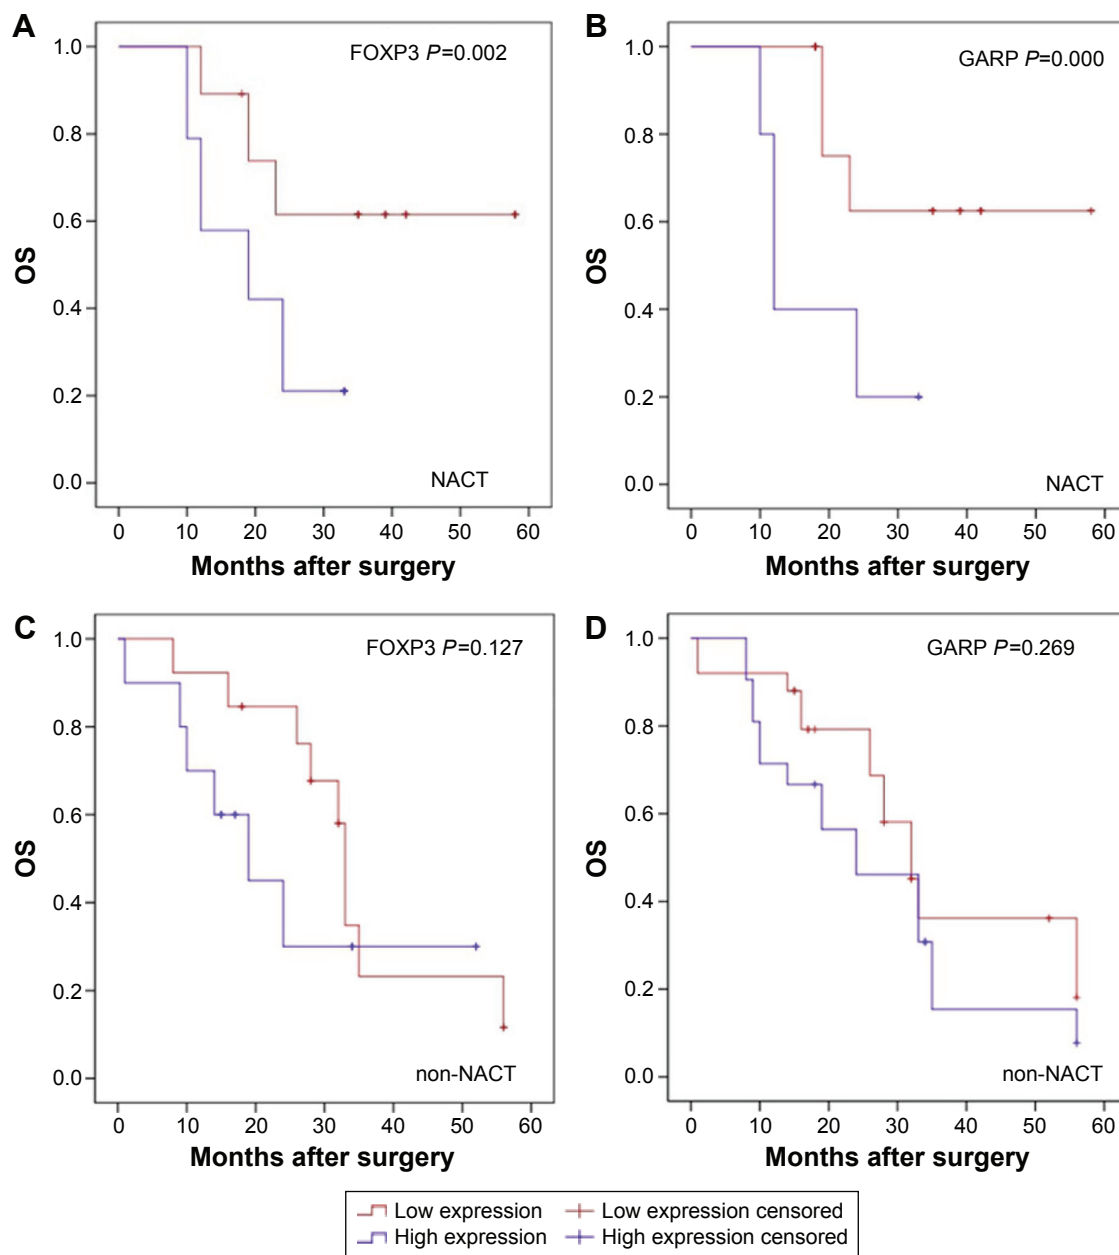 A
FOXP3 P=0.002
1.0
0.8
0.6
0.4
0.2
0.0
OS
NACT
0 10 20 30 40 50 60
Months after surgery
B
GARP P=0.000
1.0
0.8
0.6
0.4
0.2
0.0
OS
NACT
0 10 20 30 40 50 60
Months after surgery
C
FOXP3 P=0.127
1.0
0.8
0.6
0.4
0.2
0.0
OS
non-NACT
0 10 20 30 40 50 60
Months after surgery
D
GARP P=0.269
1.0
0.8
0.6
0.4
0.2
0.0
OS
non-NACT
0 10 20 30 40 50 60
Months after surgery
Low expression Low expression censored
High expression High expression censored